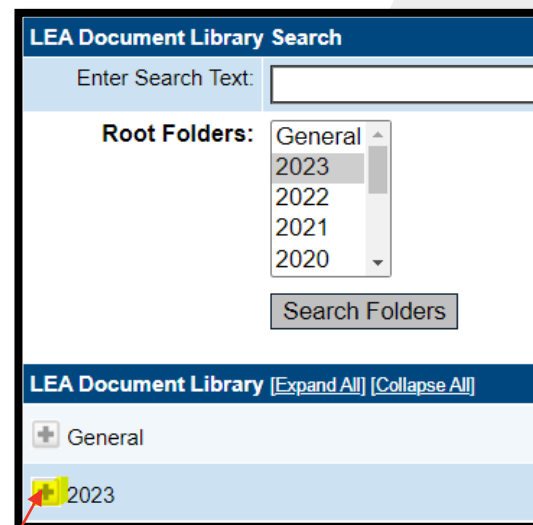 LEA Document Library Search
Enter Search Text:
Root Folders:
General
2023
2022
2021
2020
Search Folders
LEA Document Library [Expand All] [Collapse All]
General
2023